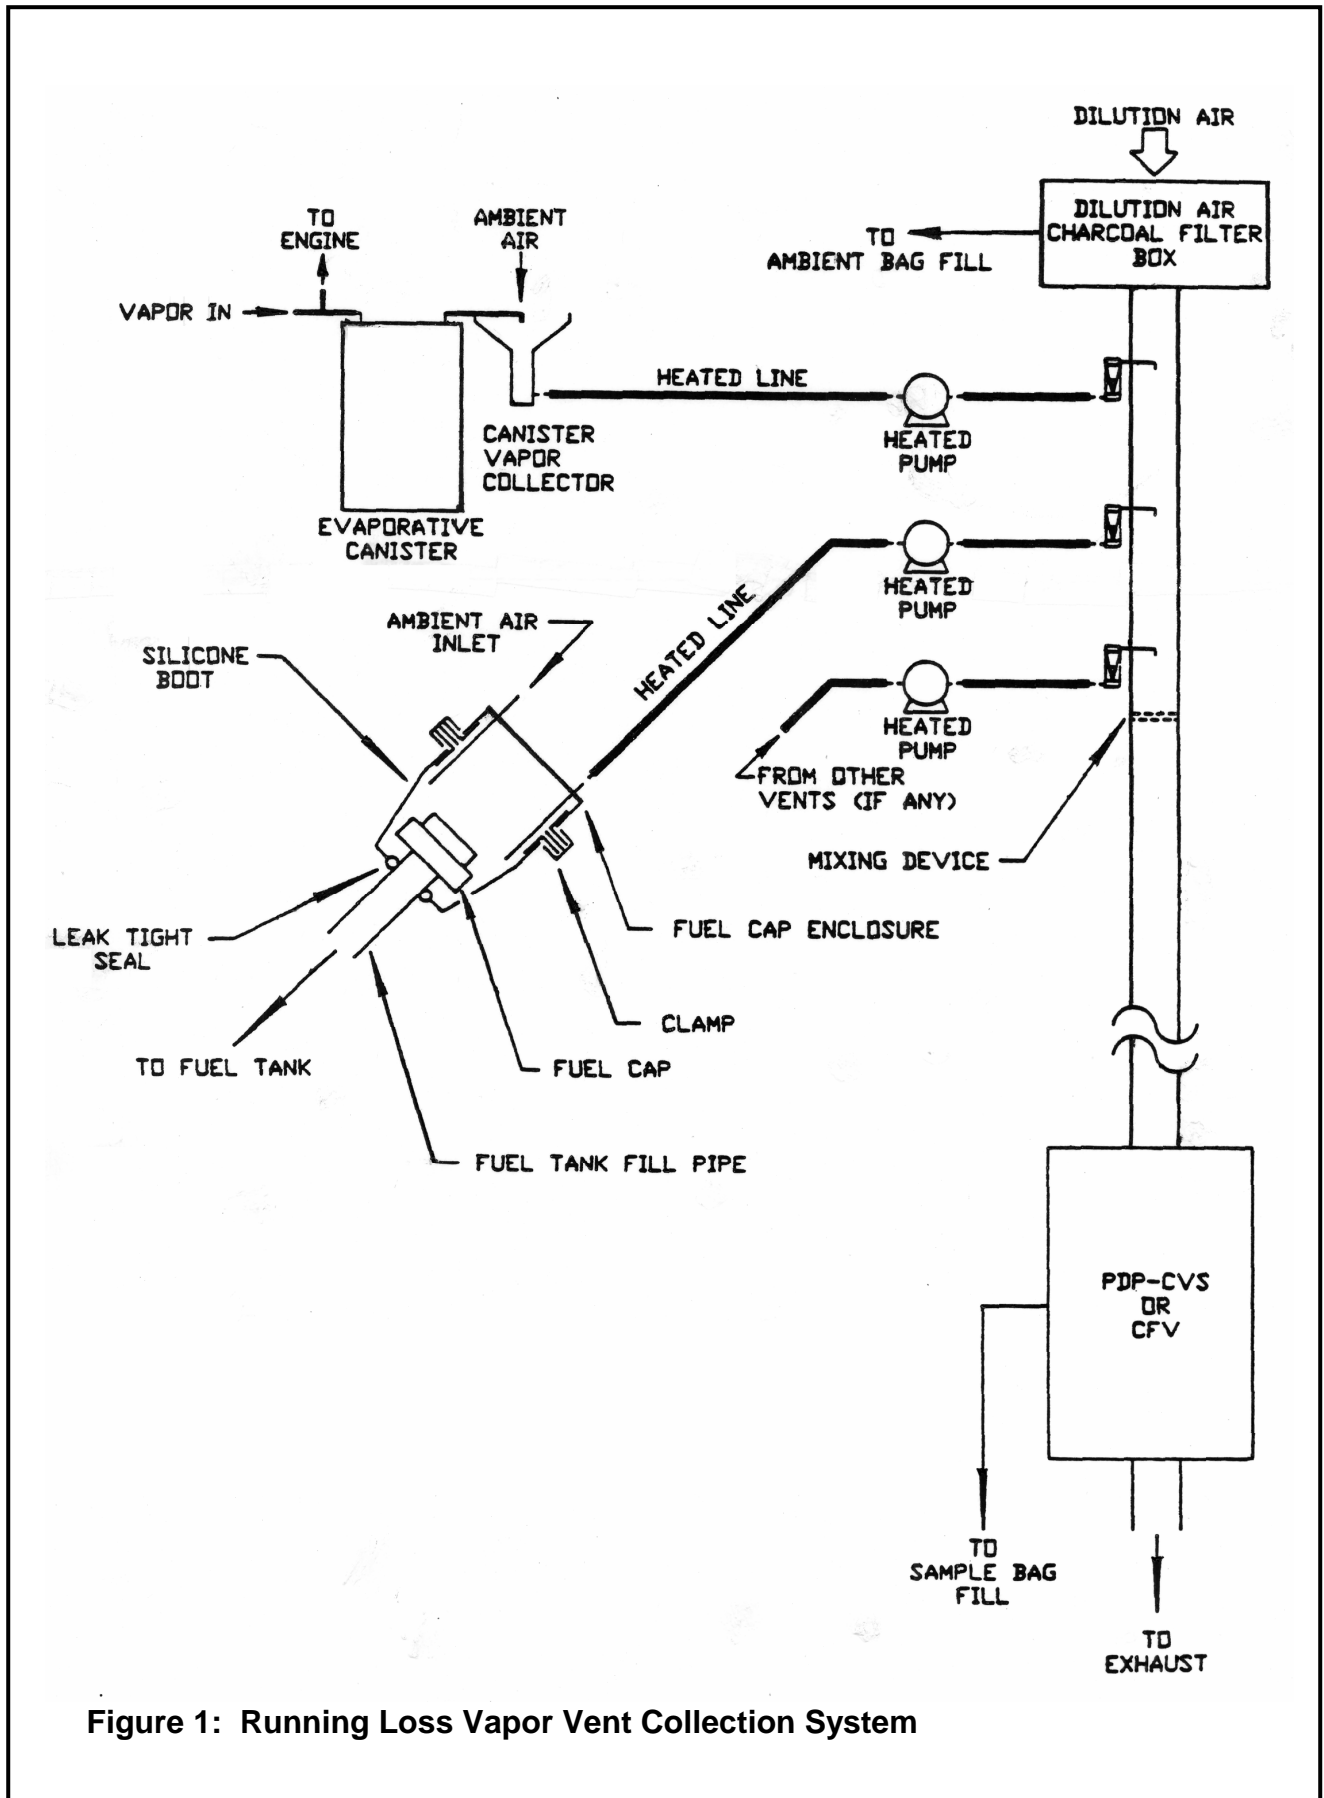 DILUTION AIR
DILUTION AIR
CHARCOAL FILTER
BOX
TO
AMBIENT BAG FILL
TO
ENGINE
AMBIENT
AIR
VAPOR IN
HEATED LINE
CANISTER
VAPOR
COLLECTOR
HEATED
PUMP
EVAPORATIVE
CANISTER
HEATED
PUMP
AMBIENT AIR
INLET
HEATED LINE
SILICONE
BOOT
HEATED
PUMP
FROM OTHER
VENTS (IF ANY)
MIXING DEVICE
FUEL CAP ENCLOSURE
LEAK TIGHT
SEAL
CLAMP
TO FUEL TANK
FUEL CAP
FUEL TANK FILL PIPE
PDP-CVS
OR
CFV
TO
SAMPLE BAG
FILL
TO
EXHAUST
Figure 1: Running Loss Vapor Vent Collection System